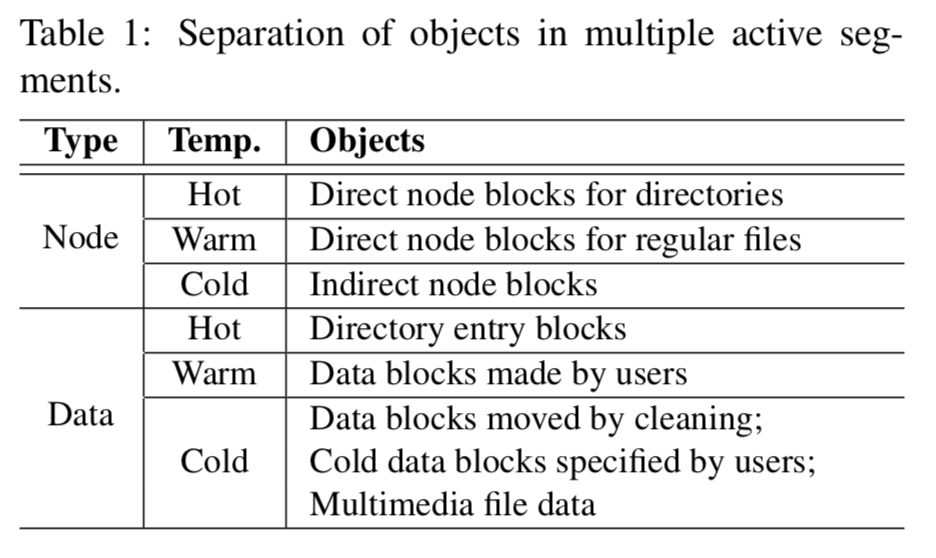 Table 1: Separation of objects in multiple active seg-
ments.
Type Temp. Objects
Node
Hot Direct node blocks for directories
Warm Direct node blocks for regular files
Cold Indirect node blocks
Data
Hot Directory entry blocks
Warm Data blocks made by users
Cold
Data blocks moved by cleaning;
Cold data blocks specified by users;
Multimedia file data